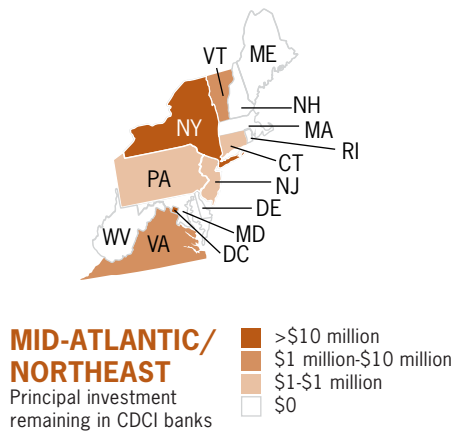 VT
ME
NH
NY
MA
RI
CT
PA
NJ
DE
WV
MD
VA
DC
MID-ATLANTIC/
NORTHEAST
Principal investment
remaining in CDCI banks
>$10 million
$1 million-$10 million
$1-$1 million
$0